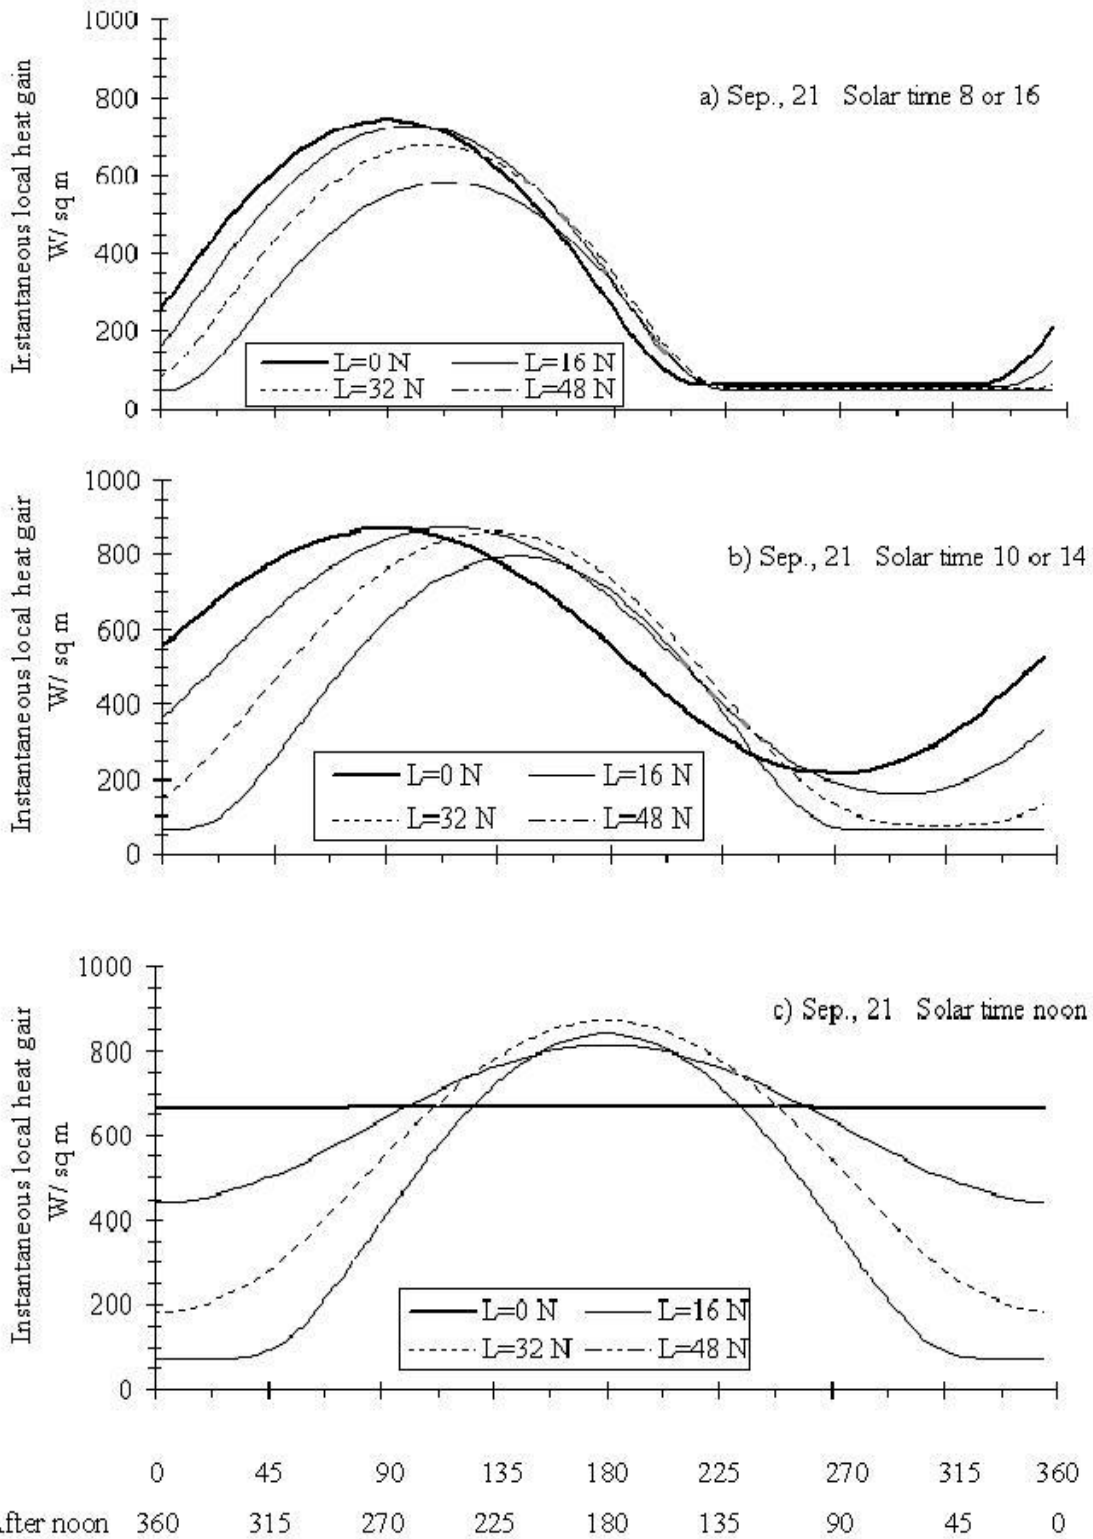 1000
a) Sep., 21 Solar time 8 or 16
800
600
400
200
0
Irstantaneous local heat gain
W/ sq m
L=0 N L=16 N
L=32 N L=48 N
1000
b) Sep., 21 Solar time 10 or 14
800
600
400
200
0
Instantaneous local heat gair
W/ sq m
L=0 N L=16 N
L=32 N L=48 N
1000
c) Sep., 21 Solar time noon
800
600
400
200
0
Instantaneous local heat gair
W/ sq m
L=0 N L=16 N
L=32 N L=48 N
0 45 90 135 180 225 270 315 360
After noon 360 315 270 225 180 135 90 45 0